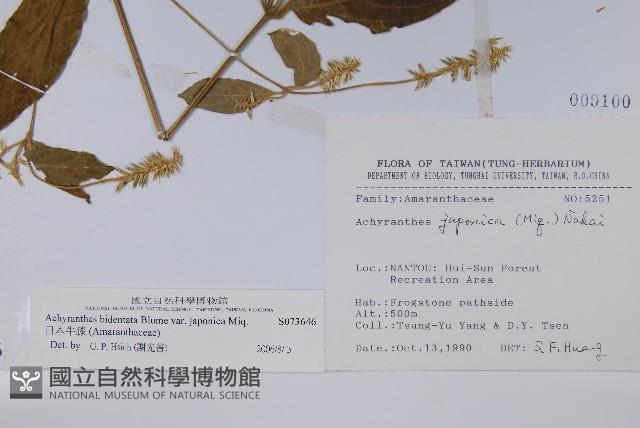 009100
FLORA OF TAIWAN(TUNG-HERBARIUM)
DEPARTMENT OF BIOLOGY, TUNGHAI UNIVERSITY, TAIWAN, R.O.CHINA
Family:Amaranthaceae NO:5251
Achyranthes japonica (Miq.) Nakai
Loc.:NANTOU: Hui-Sun Forest
Recreation Area
Hab.:Frogstone pathside
Alt.:500m
Coll.:Tsung-Yu Yang & D.Y. Tsen
Date.:Oct.13,1990 DET: S. F. Huang
國立自然科學博物館
NATIONAL MUSEUM OF NATURAL SCIENCE, TAICHUNG, TAIWAN, R.O.CHINA
Achyranthes bidentata Blume var. japonica Miq. S073646
日本牛膝 (Amaranthaceae)
Det. by G. P. Hsieh (謝光普)
國立自然科學博物館
NATIONAL MUSEUM OF NATURAL SCIENCE